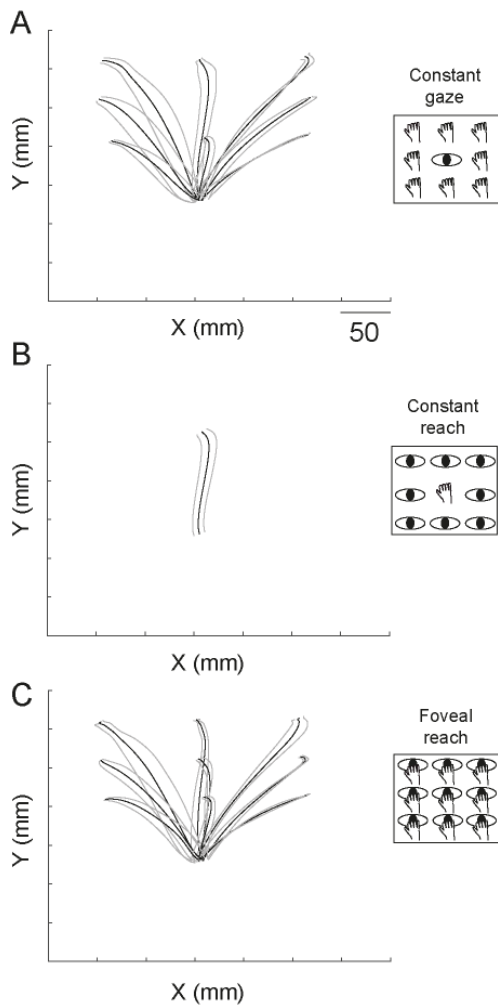 A
Y (mm)
X (mm)
50
Constant
gaze
B
Y (mm)
X (mm)
Constant
reach
C
Y (mm)
X (mm)
Foveal
reach